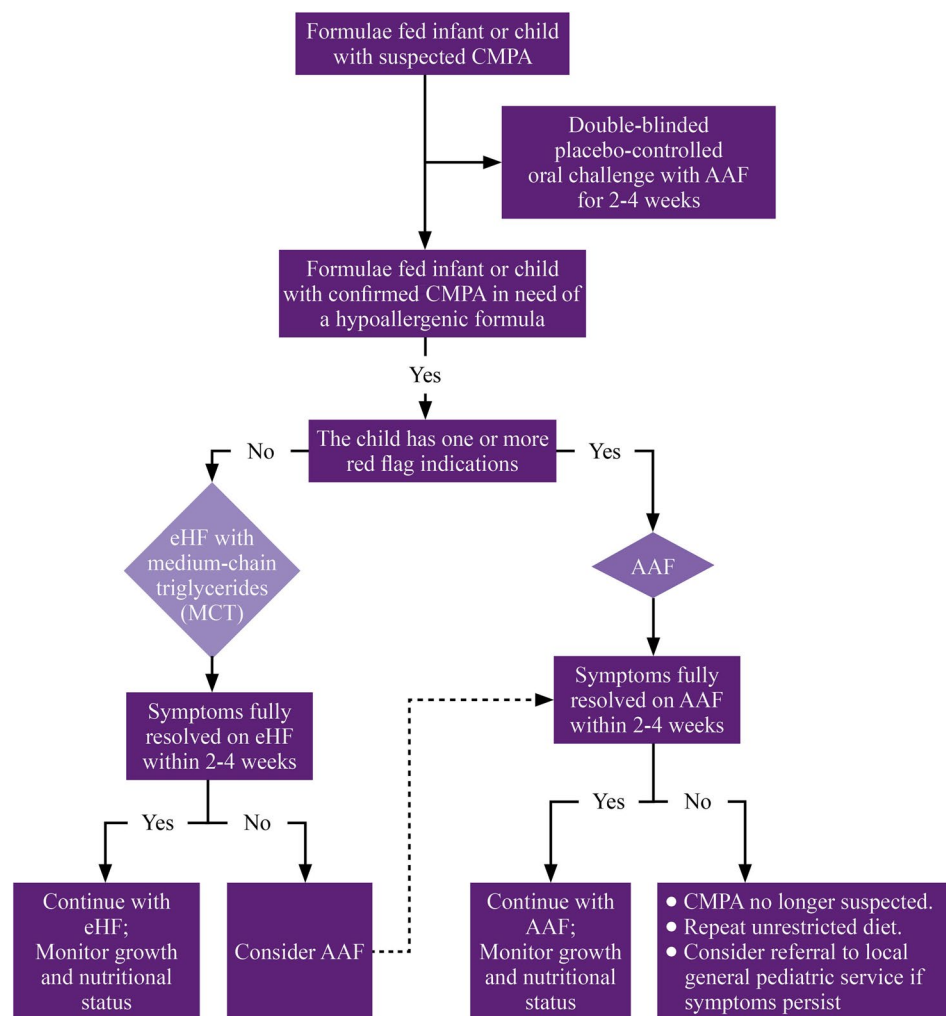 Formulae fed infant or child
with suspected CMPA
Double-blinded
placebo-controlled
oral challenge with AAF
for 2-4 weeks
Formulae fed infant or child
with confirmed CMPA in need of
a hypoallergenic formula
Yes
The child has one or more
red flag indications
No
Yes
eHF with
medium-chain
triglycerides
(MCT)
AAF
Symptoms fully
resolved on eHF
within 2-4 weeks
Symptoms fully
resolved on AAF
within 2-4 weeks
Yes
No
Yes
No
Continue with
eHF;
Monitor growth
and nutritional
status
Consider AAF
Continue with
AAF;
Monitor growth
and nutritional
status
● CMPA no longer suspected.
● Repeat unrestricted diet.
● Consider referral to local
general pediatric service if
symptoms persist